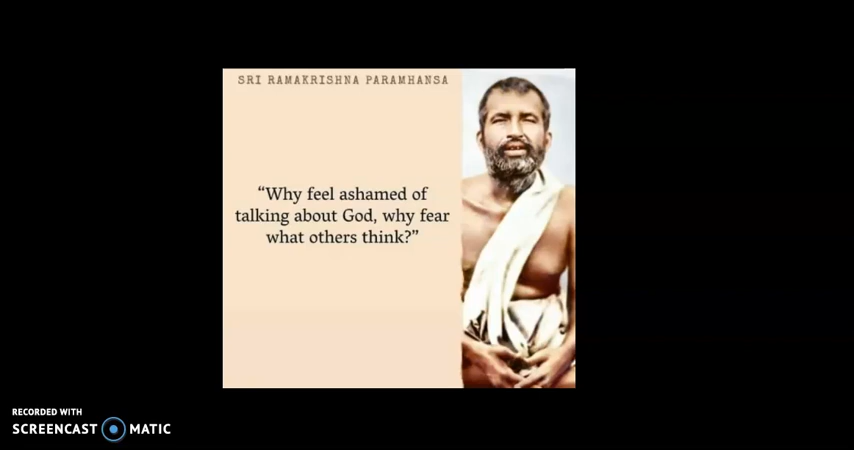 SRI RAMAKRISHNA PARAMHANSA
“Why feel ashamed of
talking about God, why fear
what others think?”
RECORDED WITH
SCREENCAST MATIC